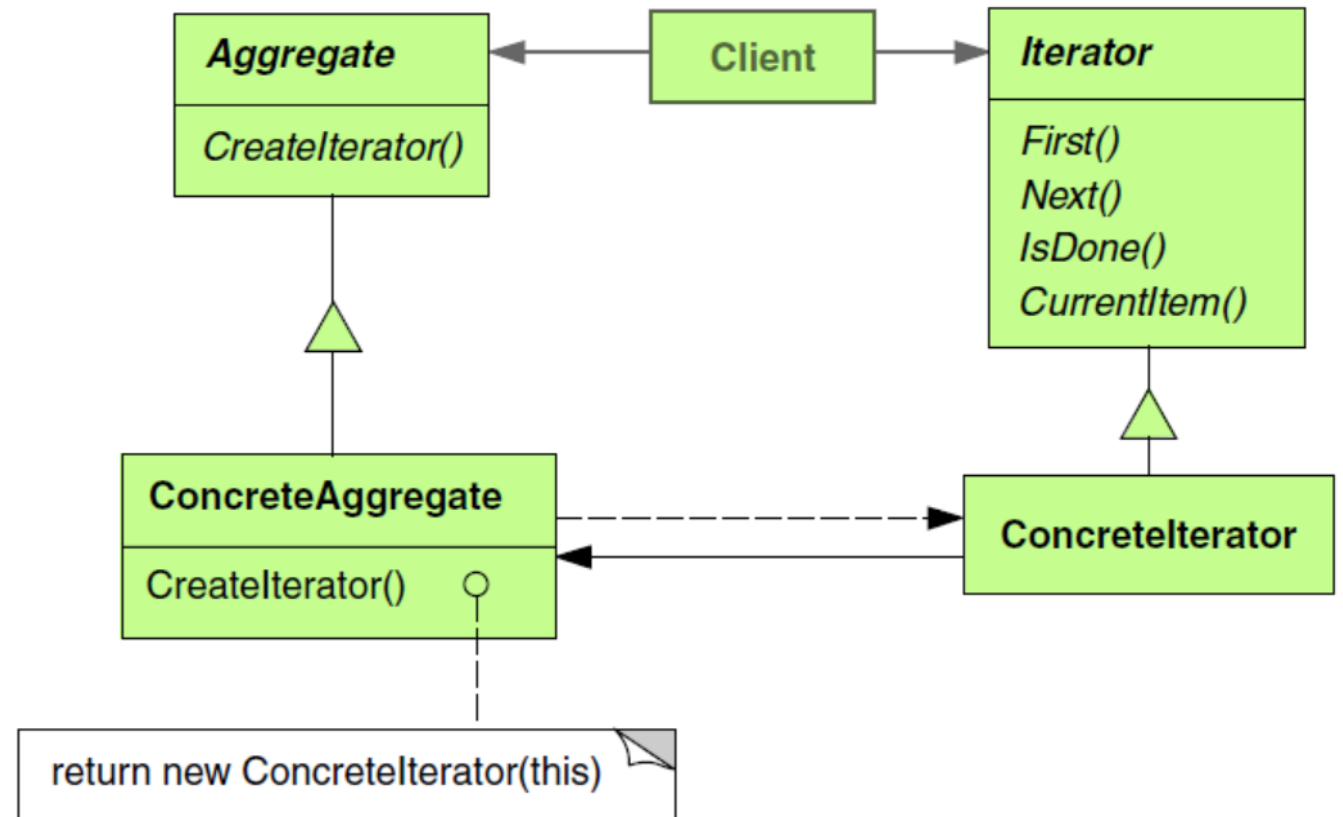 Aggregate
CreateIterator()
Client
Iterator
First()
Next()
IsDone()
CurrentItem()
ConcreteAggregate
CreateIterator()
ConcreteIterator
return new ConcreteIterator(this)